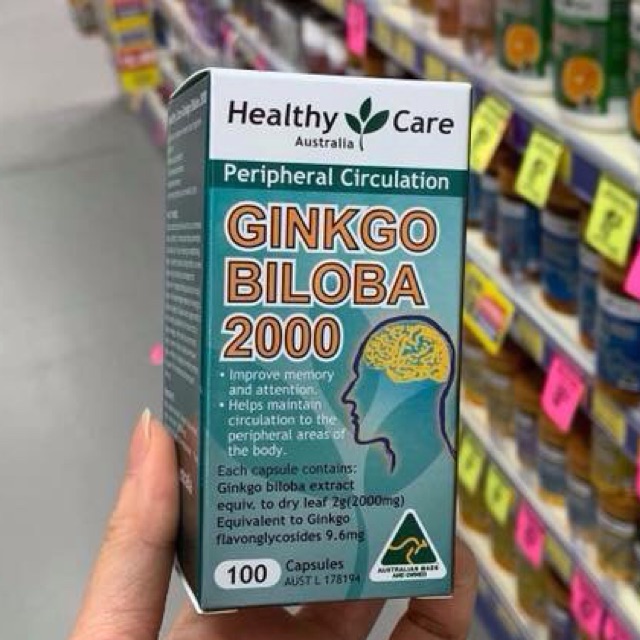 Healthy Care
Australia
Peripheral Circulation
GINKGO
BILOBA
2000
• Improve memory
and attention.
• Helps maintain
circulation to the
peripheral areas of
the body.
Each capsule contains:
Ginkgo biloba extract
equiv. to dry leaf 2g(2000mg)
Equivalent to Ginkgo
flavonglycosides 9.6mg
100 Capsules
AUST L 178194
AUSTRALIAN MADE
AND OWNED